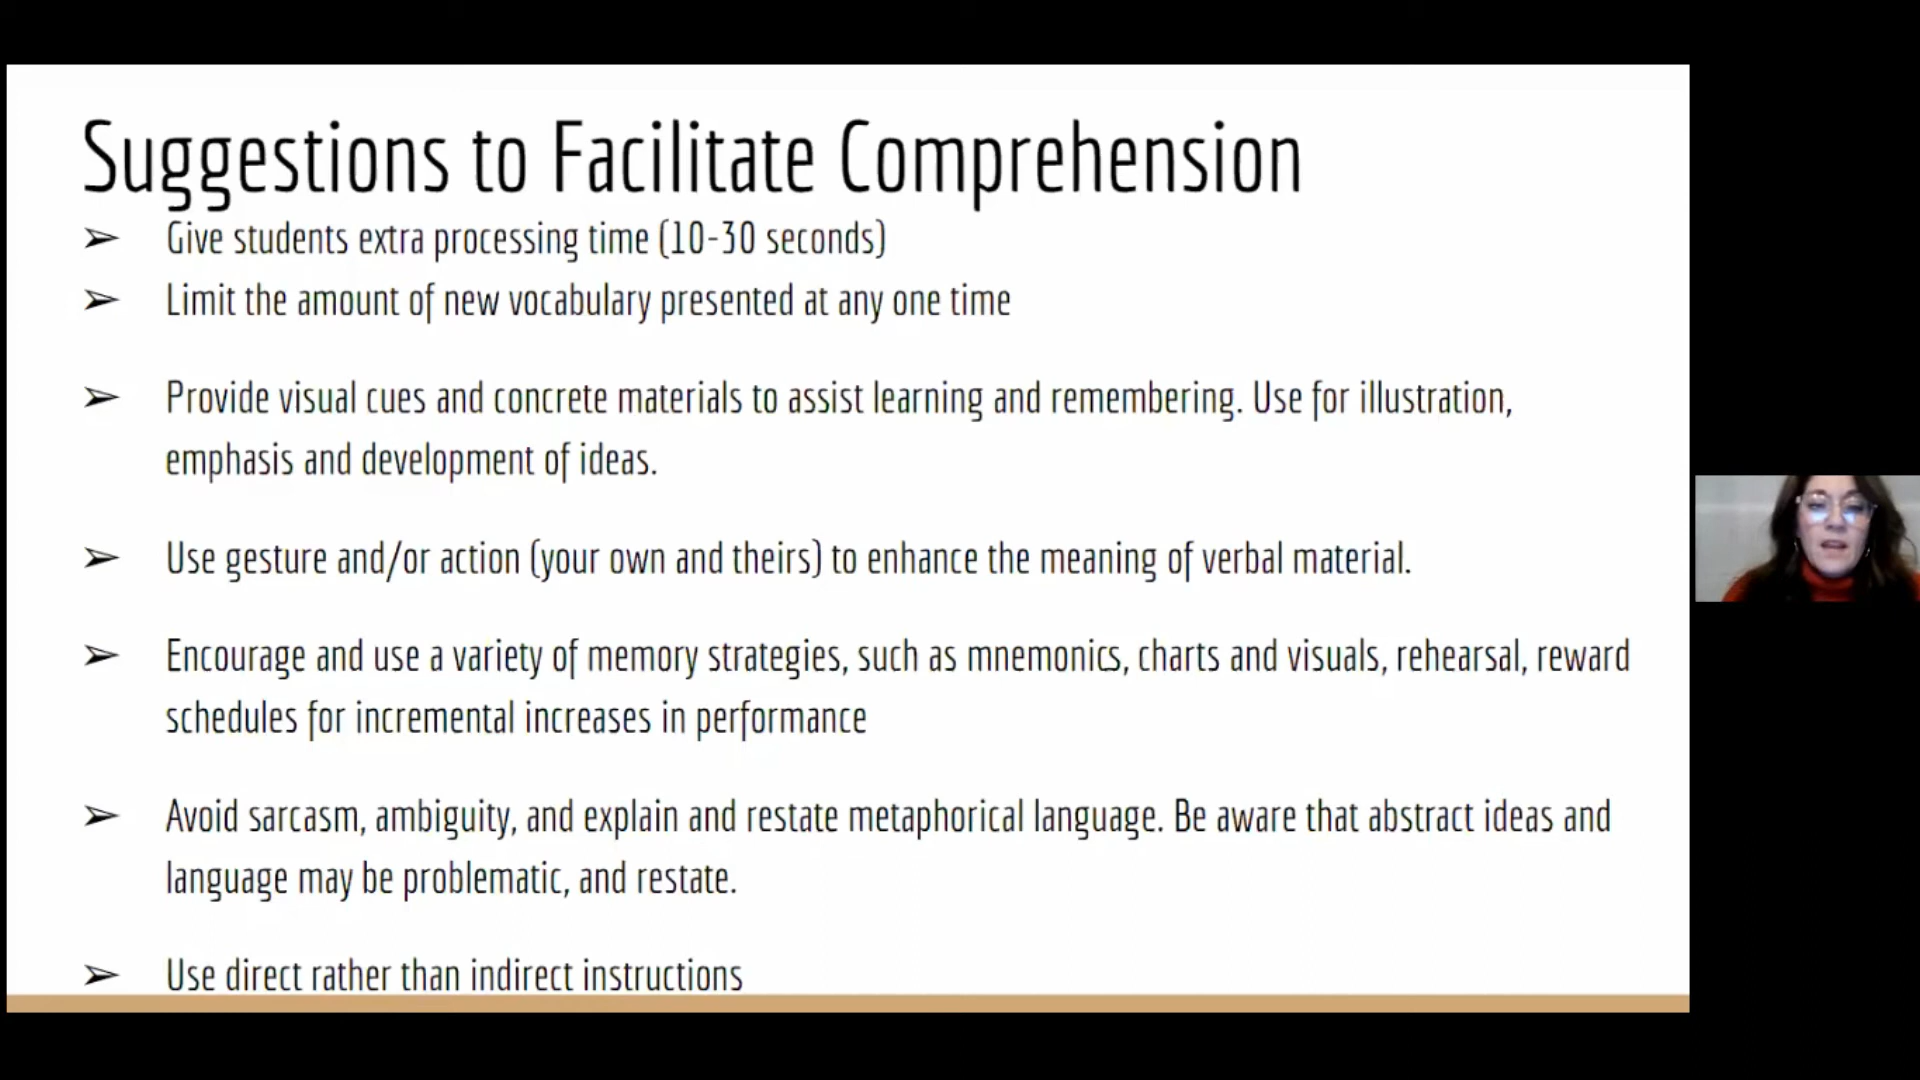 Suggestions to Facilitate Comprehension
➢ Give students extra processing time (10-30 seconds)
➢ Limit the amount of new vocabulary presented at any one time
➢ Provide visual cues and concrete materials to assist learning and remembering. Use for illustration,
emphasis and development of ideas.
➢ Use gesture and/or action (your own and theirs) to enhance the meaning of verbal material.
➢ Encourage and use a variety of memory strategies, such as mnemonics, charts and visuals, rehearsal, reward
schedules for incremental increases in performance
➢ Avoid sarcasm, ambiguity, and explain and restate metaphorical language. Be aware that abstract ideas and
language may be problematic, and restate.
➢ Use direct rather than indirect instructions